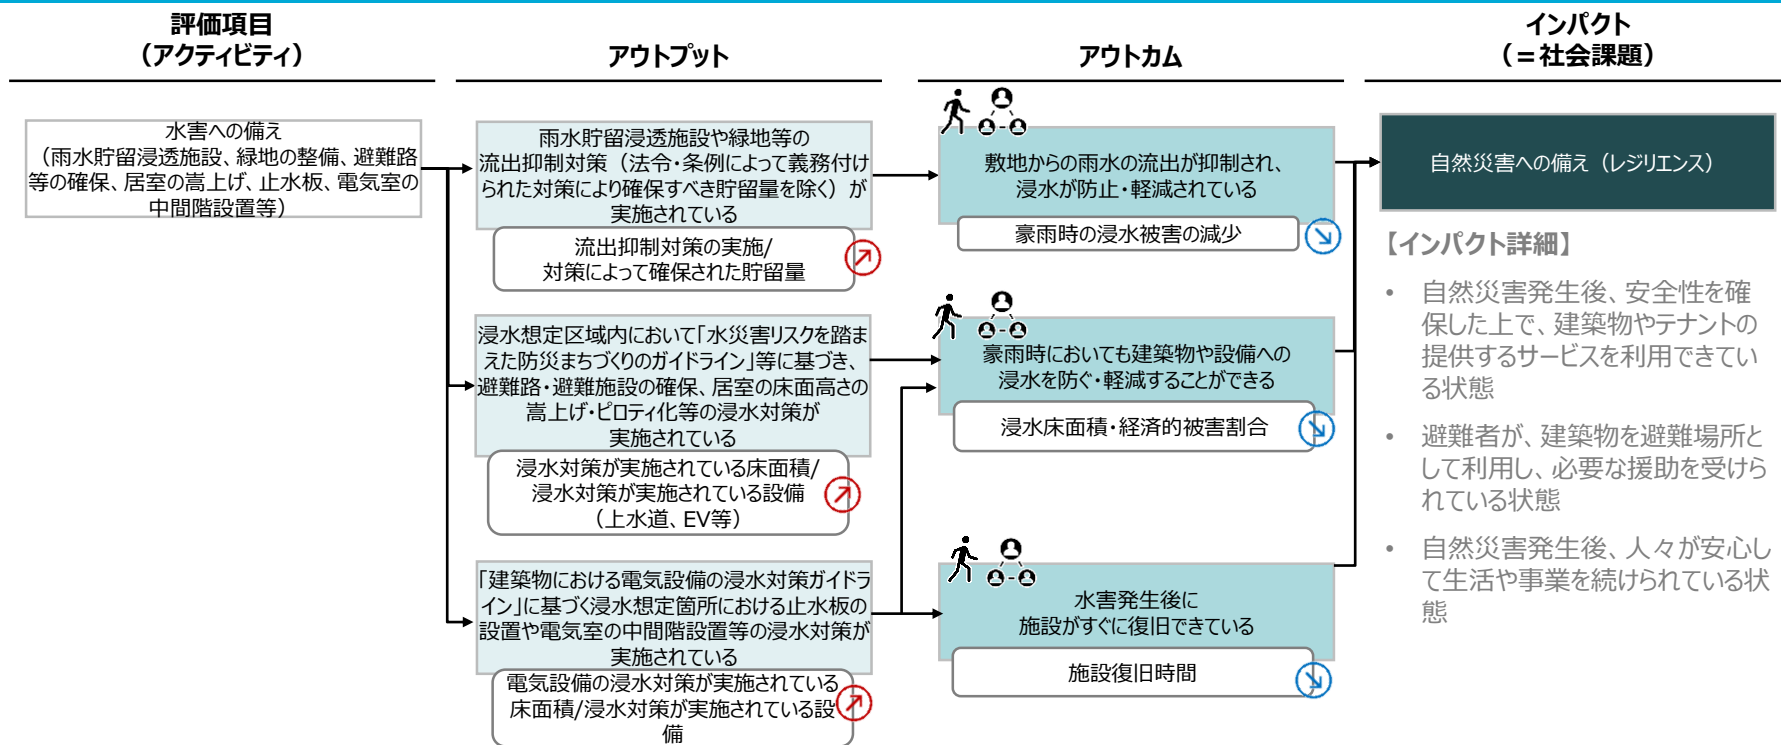 評価項目
（アクティビティ）
アウトプット
アウトカム
インパクト
（＝社会課題）
水害への備え
（雨水貯留浸透施設、緑地の整備、避難路
等の確保、居室の嵩上げ、止水板、電気室の
中間階設置等）
雨水貯留浸透施設や緑地等の
流出抑制対策（法令・条例によって義務付け
られた対策により確保すべき貯留量を除く）が
実施されている
流出抑制対策の実施/
対策によって確保された貯留量
浸水想定区域内において「水災害リスクを踏ま
えた防災まちづくりのガイドライン」等に基づき、
避難路・避難施設の確保、居室の床面高さの
嵩上げ・ピロティ化等の浸水対策が
実施されている
浸水対策が実施されている床面積/
浸水対策が実施されている設備
（上水道、EV等）
「建築物における電気設備の浸水対策ガイドラ
イン」に基づく浸水想定箇所における止水板の
設置や電気室の中間階設置等の浸水対策が
実施されている
電気設備の浸水対策が実施されている
床面積/浸水対策が実施されている設
備
敷地からの雨水の流出が抑制され、
浸水が防止・軽減されている
豪雨時の浸水被害の減少
豪雨時においても建築物や設備への
浸水を防ぐ・軽減することができる
浸水床面積・経済的被害割合
水害発生後に
施設がすぐに復旧できている
施設復旧時間
自然災害への備え（レジリエンス）
【インパクト詳細】
• 自然災害発生後、安全性を確
保した上で、建築物やテナントの
提供するサービスを利用できてい
る状態
• 避難者が、建築物を避難場所と
して利用し、必要な援助を受けら
れている状態
• 自然災害発生後、人々が安心し
て生活や事業を続けられている状
態